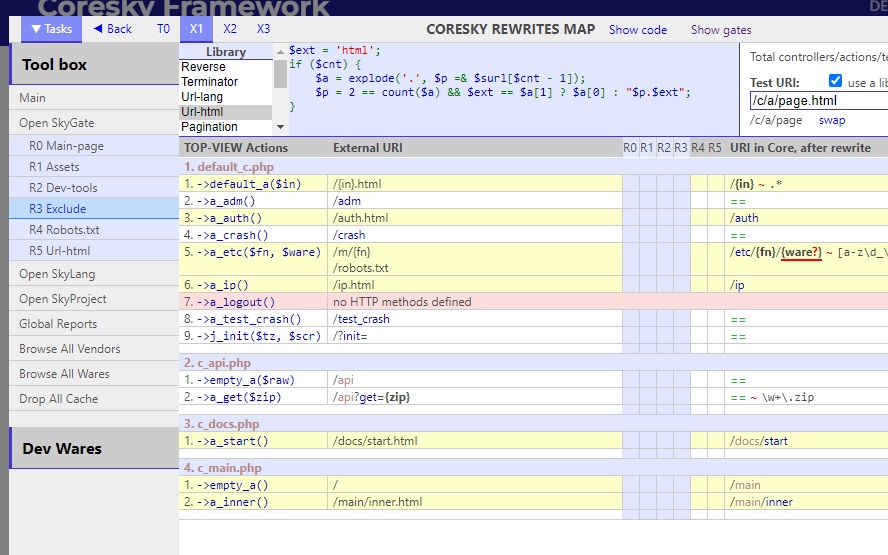 Coresky Framework
DE
▼ Tasks ◀ Back T0 X1 X2 X3 CORESKY REWRITES MAP Show code Show gates
Tool box
Main
Open SkyGate
R0 Main-page
R1 Assets
R2 Dev-tools
R3 Exclude
R4 Robots.txt
R5 Url-html
Open SkyLang
Open SkyProject
Global Reports
Browse All Vendors
Browse All Wares
Drop All Cache
Dev Wares
Library
Reverse
Terminator
Url-lang
Url-html
Pagination
$ext = 'html';
if ($cnt) {
$a = explode('.', $p =& $surl[$cnt - 1]);
$p = 2 == count($a) && $ext == $a[1] ? $a[0] : "$p.$ext";
}
Total controllers/actions/te
Test URI: use a lib
/c/a/page.html
/c/a/page swap
TOP-VIEW Actions External URI R0 R1 R2 R3 R4 R5 URI in Core, after rewrite
1. default_c.php
1. ->default_a($in) /{in}.html /{in} ~ .*
2. ->a_adm() /adm ==
3. ->a_auth() /auth.html /auth
4. ->a_crash() /crash ==
5. ->a_etc($fn, $ware) /m/{fn} /etc/{fn}/{ware?} ~ [a-z\d_\
/robots.txt
6. ->a_ip() /ip.html /ip
7. ->a_logout() no HTTP methods defined
8. ->a_test_crash() /test_crash ==
9. ->j_init($tz, $scr) /?init= ==
2. c_api.php
1. ->empty_a($raw) /api ==
2. ->a_get($zip) /api?get={zip} == ~ \w+\.zip
3. c_docs.php
1. ->a_start() /docs/start.html /docs/start
4. c_main.php
1. ->empty_a() / /main
2. ->a_inner() /main/inner.html /main/inner